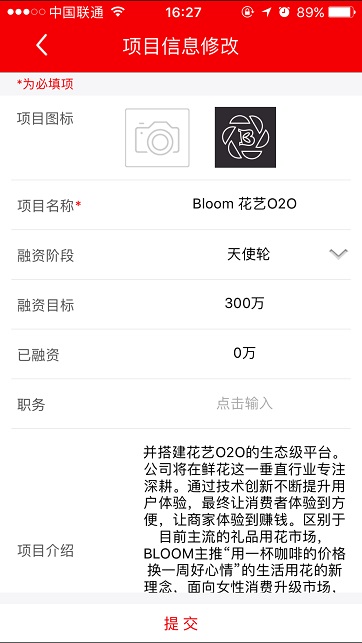 中国联通 16:27 89%
项目信息修改
*为必填项
项目图标
B
项目名称* Bloom 花艺O2O
融资阶段 天使轮
融资目标 300万
已融资 0万
职务 点击输入
并搭建花艺O2O的生态级平台。
公司将在鲜花这一垂直行业专注
深耕。通过技术创新不断提升用
户体验，最终让消费者体验到方
便，让商家体验到赚钱。区别于
目前主流的礼品用花市场，
BLOOM主推“用一杯咖啡的价格
项目介绍
换一周好心情”的生活用花的新
理念，面向女性消费升级市场，
提 交